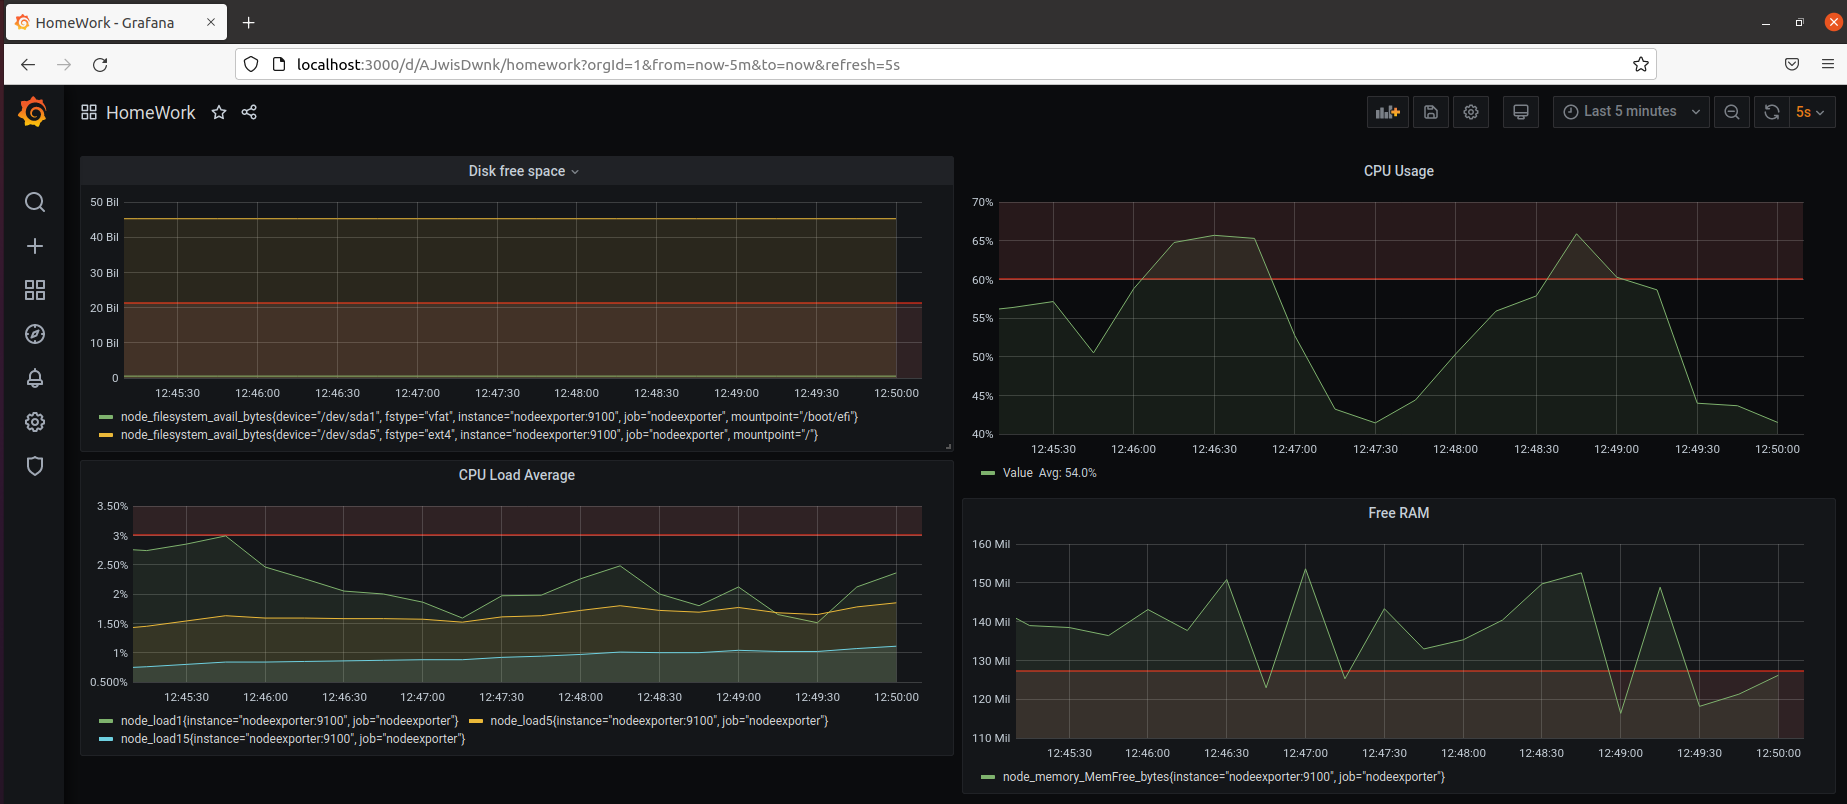 HomeWork - Grafana
localhost:3000/d/AJwisDwnk/homework?orgId=1&from=now-5m&to=now&refresh=5s
HomeWork
Last 5 minutes
5s
Disk free space
50 Bil
40 Bil
30 Bil
20 Bil
10 Bil
0
12:45:30 12:46:00 12:46:30 12:47:00 12:47:30 12:48:00 12:48:30 12:49:00 12:49:30 12:50:00
node_filesystem_avail_bytes{device="/dev/sda1", fstype="vfat", instance="nodeexporter:9100", job="nodeexporter", mountpoint="/boot/efi"}
node_filesystem_avail_bytes{device="/dev/sda5", fstype="ext4", instance="nodeexporter:9100", job="nodeexporter", mountpoint="/"}
CPU Usage
70%
65%
60%
55%
50%
45%
40%
12:45:30 12:46:00 12:46:30 12:47:00 12:47:30 12:48:00 12:48:30 12:49:00 12:49:30 12:50:00
Value Avg: 54.0%
CPU Load Average
3.50%
3%
2.50%
2%
1.50%
1%
0.500%
12:45:30 12:46:00 12:46:30 12:47:00 12:47:30 12:48:00 12:48:30 12:49:00 12:49:30 12:50:00
node_load1{instance="nodeexporter:9100", job="nodeexporter"} node_load5{instance="nodeexporter:9100", job="nodeexporter"}
node_load15{instance="nodeexporter:9100", job="nodeexporter"}
Free RAM
160 Mil
150 Mil
140 Mil
130 Mil
120 Mil
110 Mil
12:45:30 12:46:00 12:46:30 12:47:00 12:47:30 12:48:00 12:48:30 12:49:00 12:49:30 12:50:00
node_memory_MemFree_bytes{instance="nodeexporter:9100", job="nodeexporter"}